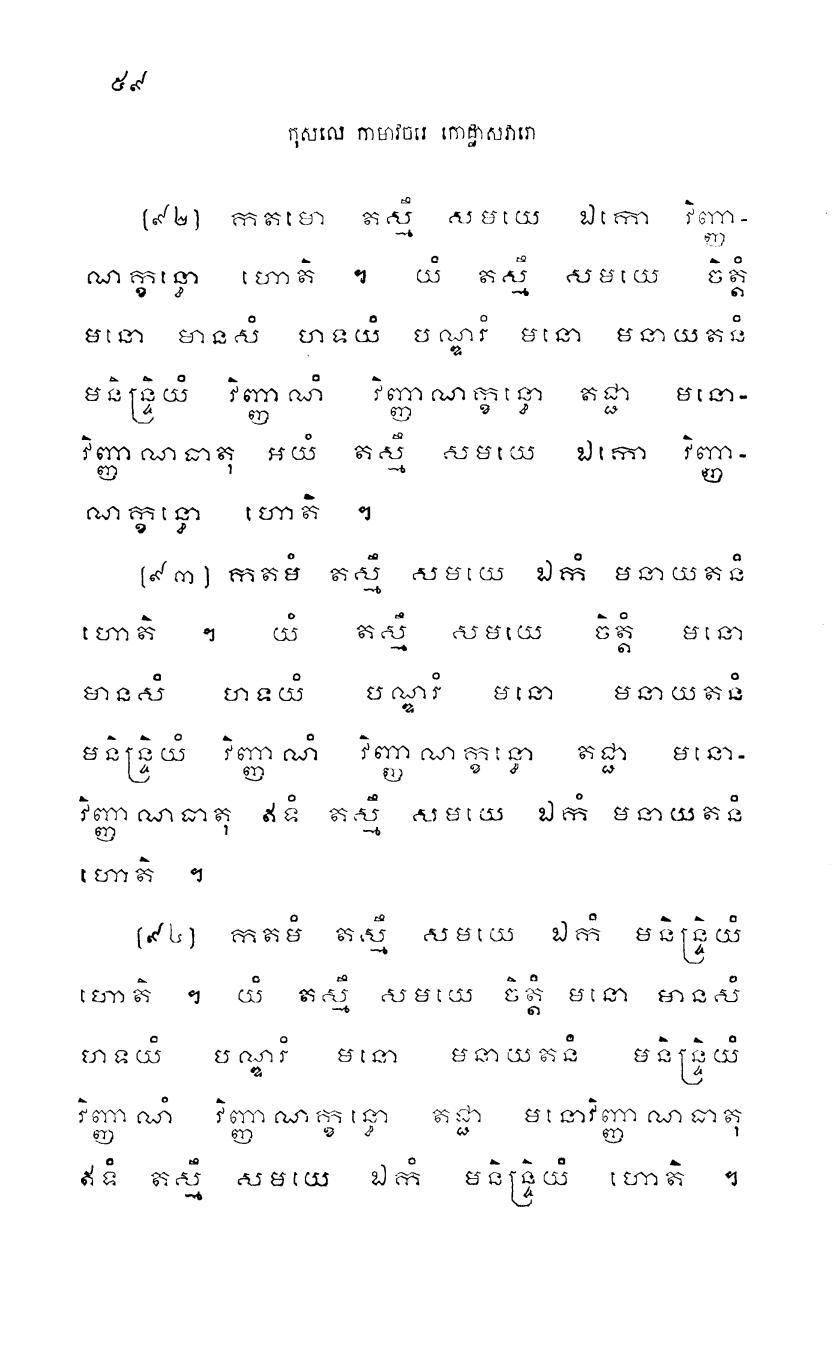 ៥៩
កុសលេ កាមាវចរេ កោដ្ឋាសវារោ
(៩២) កតមោ តស្មឹ សមយេ ឯកោ វិញ្ញា-
ណក្ខន្ធោ ហោតិ ។ យំ តស្មឹ សមយេ ចិត្តំ
មនោ មានសំ ហទយំ បណ្ឌរំ មនោ មនាយតនំ
មនិន្ទ្រិយំ វិញ្ញាណំ វិញ្ញាណក្ខន្ធោ តជ្ជា មនោ-
វិញ្ញាណធាតុ អយំ តស្មឹ សមយេ ឯកោ វិញ្ញា-
ណក្ខន្ធោ ហោតិ ។
(៩៣) កតមំ តស្មឹ សមយេ ឯកំ មនាយតនំ
ហោតិ ។ យំ តស្មឹ សមយេ ចិត្តំ មនោ
មានសំ ហទយំ បណ្ឌរំ មនោ មនាយតនំ
មនិន្ទ្រិយំ វិញ្ញាណំ វិញ្ញាណក្ខន្ធោ តជ្ជា មនោ-
វិញ្ញាណធាតុ ឥទំ តស្មឹ សមយេ ឯកំ មនាយតនំ
ហោតិ ។
(៩៤) កតមំ តស្មឹ សមយេ ឯកំ មនិន្ទ្រិយំ
ហោតិ ។ យំ តស្មឹ សមយេ ចិត្តំ មនោ មានសំ
ហទយំ បណ្ឌរំ មនោ មនាយតនំ មនិន្ទ្រិយំ
វិញ្ញាណំ វិញ្ញាណក្ខន្ធោ តជ្ជា មនោវិញ្ញាណធាតុ
ឥទំ តស្មឹ សមយេ ឯកំ មនិន្ទ្រិយំ ហោតិ ។